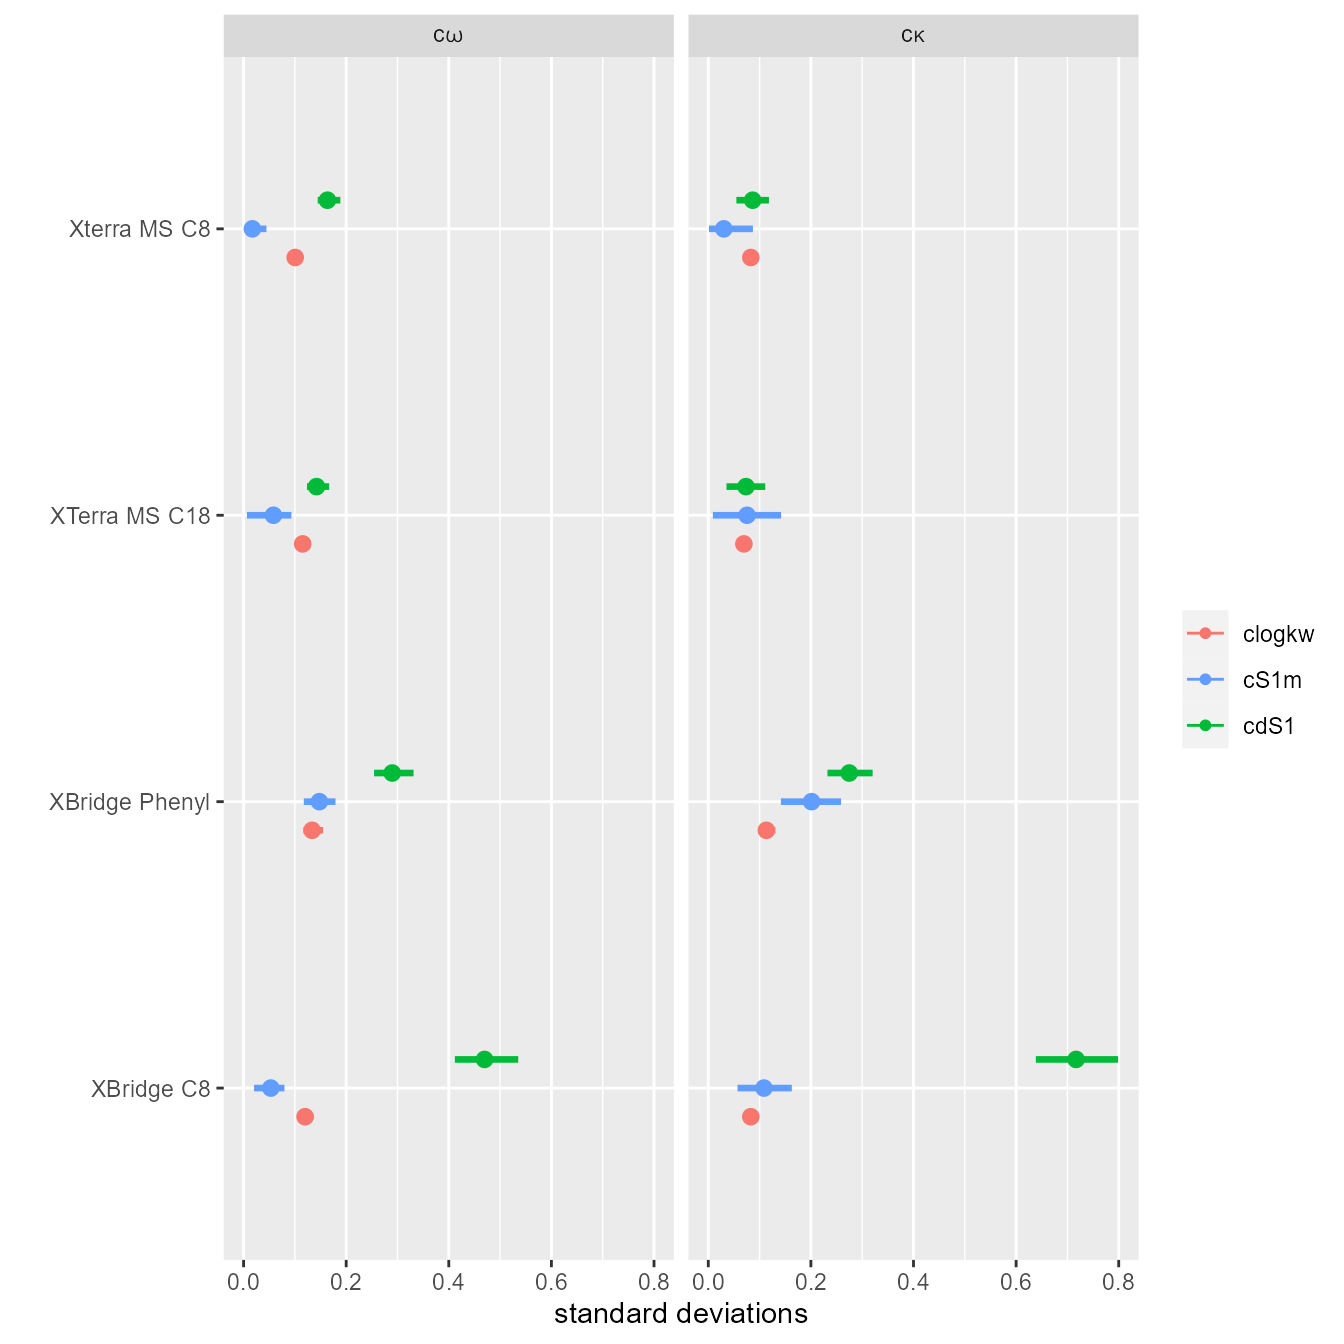 cω
cκ
Xterra MS C8
XTerra MS C18
XBridge Phenyl
XBridge C8
0.0 0.2 0.4 0.6 0.8
0.0 0.2 0.4 0.6 0.8
standard deviations
clogkw
cS1m
cdS1